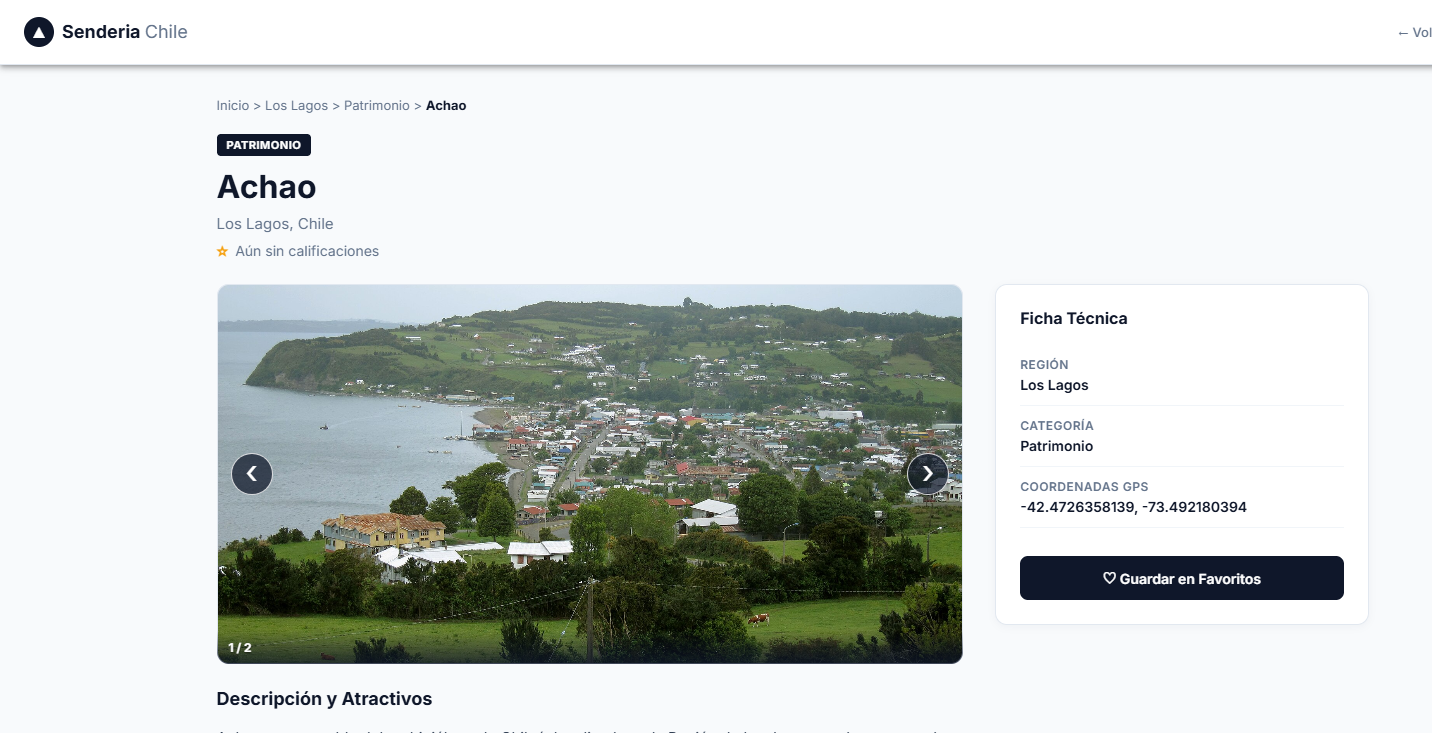 Senderia Chile
← Vol
Inicio > Los Lagos > Patrimonio > Achao
PATRIMONIO
Achao
Los Lagos, Chile
Aún sin calificaciones
Ficha Técnica
REGIÓN
Los Lagos
CATEGORÍA
Patrimonio
COORDENADAS GPS
-42.4726358139, -73.492180394
♡ Guardar en Favoritos
1 / 2
Descripción y Atractivos